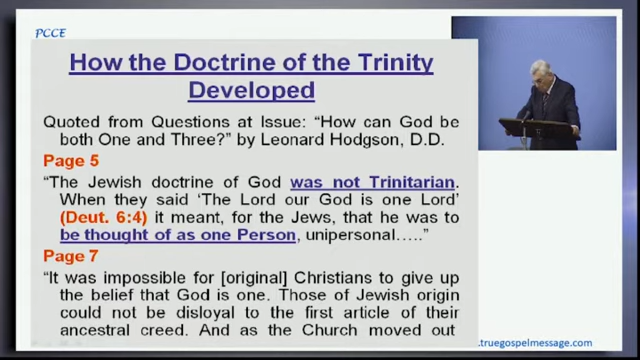 PCCE
How the Doctrine of the Trinity
Developed
Quoted from Questions at Issue: “How can God be
both One and Three?” by Leonard Hodgson, D.D.
Page 5
“The Jewish doctrine of God was not Trinitarian.
When they said ‘The Lord our God is one Lord’
(Deut. 6:4) it meant, for the Jews, that he was to
be thought of as one Person, unipersonal…..”
Page 7
“It was impossible for [original] Christians to give up
the belief that God is one. Those of Jewish origin
could not be disloyal to the first article of their
ancestral creed. And as the Church moved out
.truegospelmessage.com